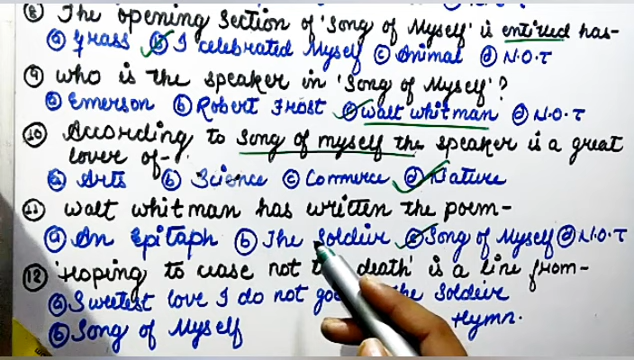 ⑧ The opening section of 'Song of Myself' is entitled has-
ⓐ Grass ⓑ I celebrated Myself ⓒ Animal ⓓ N.O.T
⑨ Who is the speaker in 'Song of Myself'?
ⓐ Emerson ⓑ Robert Frost ⓒ Walt Whitman ⓓ N.O.T
⑩ According to Song of myself the speaker is a great
lover of-
ⓐ Arts ⓑ Science ⓒ Commerce ⓓ Nature
⑪ Walt Whitman has written the poem-
ⓐ An Epitaph ⓑ The Soldier ⓒ Song of Myself ⓓ N.O.T
⑫ 'Hoping to cease not death' is a line from-
ⓐ Sweetest love I do not the Soldier
ⓑ Song of Myself Hymn.